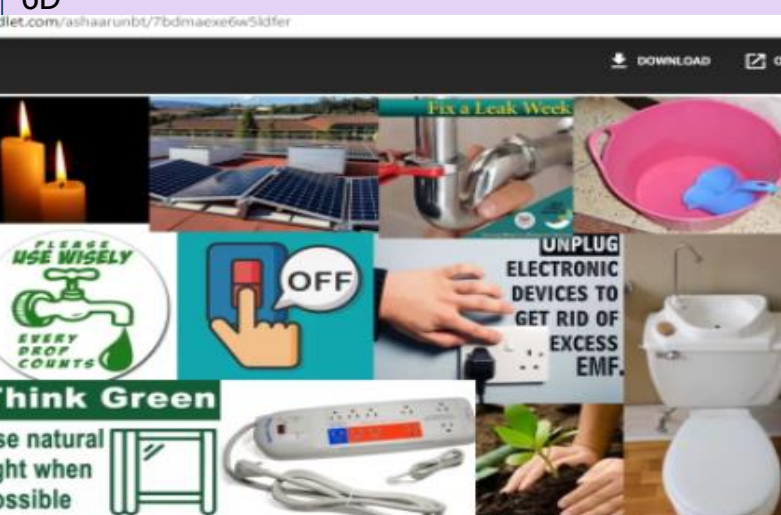 6D
dlet.com/ashaarunbt/7bdmaexe6w5ldfer
DOWNLOAD
Fix a Leak Week
PLEASE
USE WISELY
EVERY
DROP
COUNTS
OFF
UNPLUG
ELECTRONIC
DEVICES TO
GET RID OF
EXCESS
EMF.
Think Green
se natural
ght when
ossible